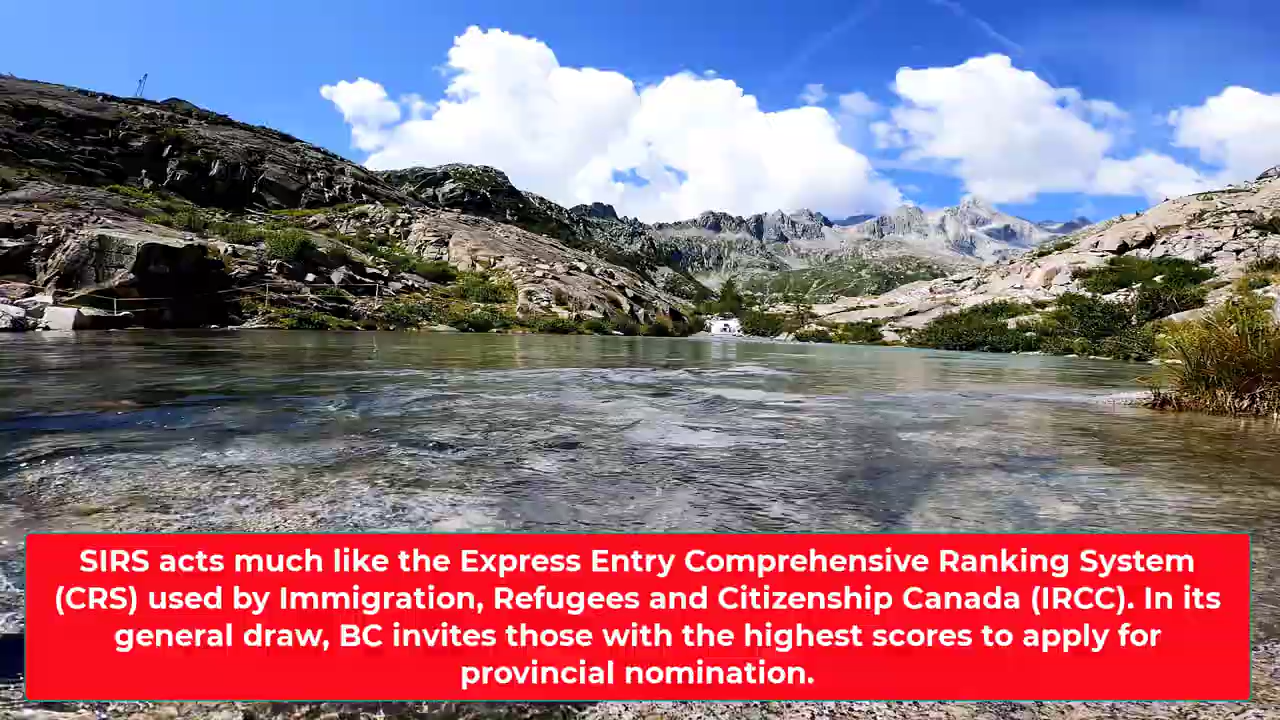 SIRS acts much like the Express Entry Comprehensive Ranking System
(CRS) used by Immigration, Refugees and Citizenship Canada (IRCC). In its
general draw, BC invites those with the highest scores to apply for
provincial nomination.